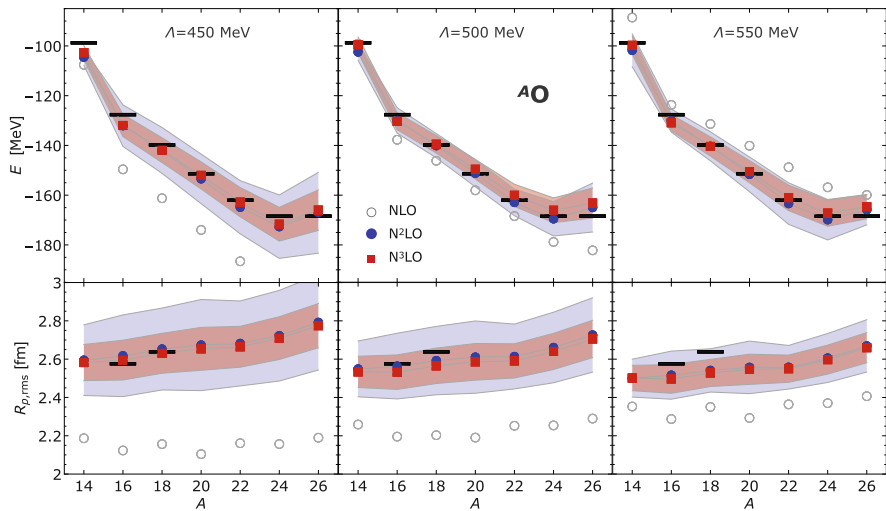 Λ=450 MeV Λ=500 MeV Λ=550 MeV
−100
−120
−140
−160
−180
E [MeV]
ᴬO
NLO
N²LO
N³LO
3
2.8
2.6
2.4
2.2
2
Rp,rms [fm]
14 16 18 20 22 24 26 14 16 18 20 22 24 26 14 16 18 20 22 24 26
A A A